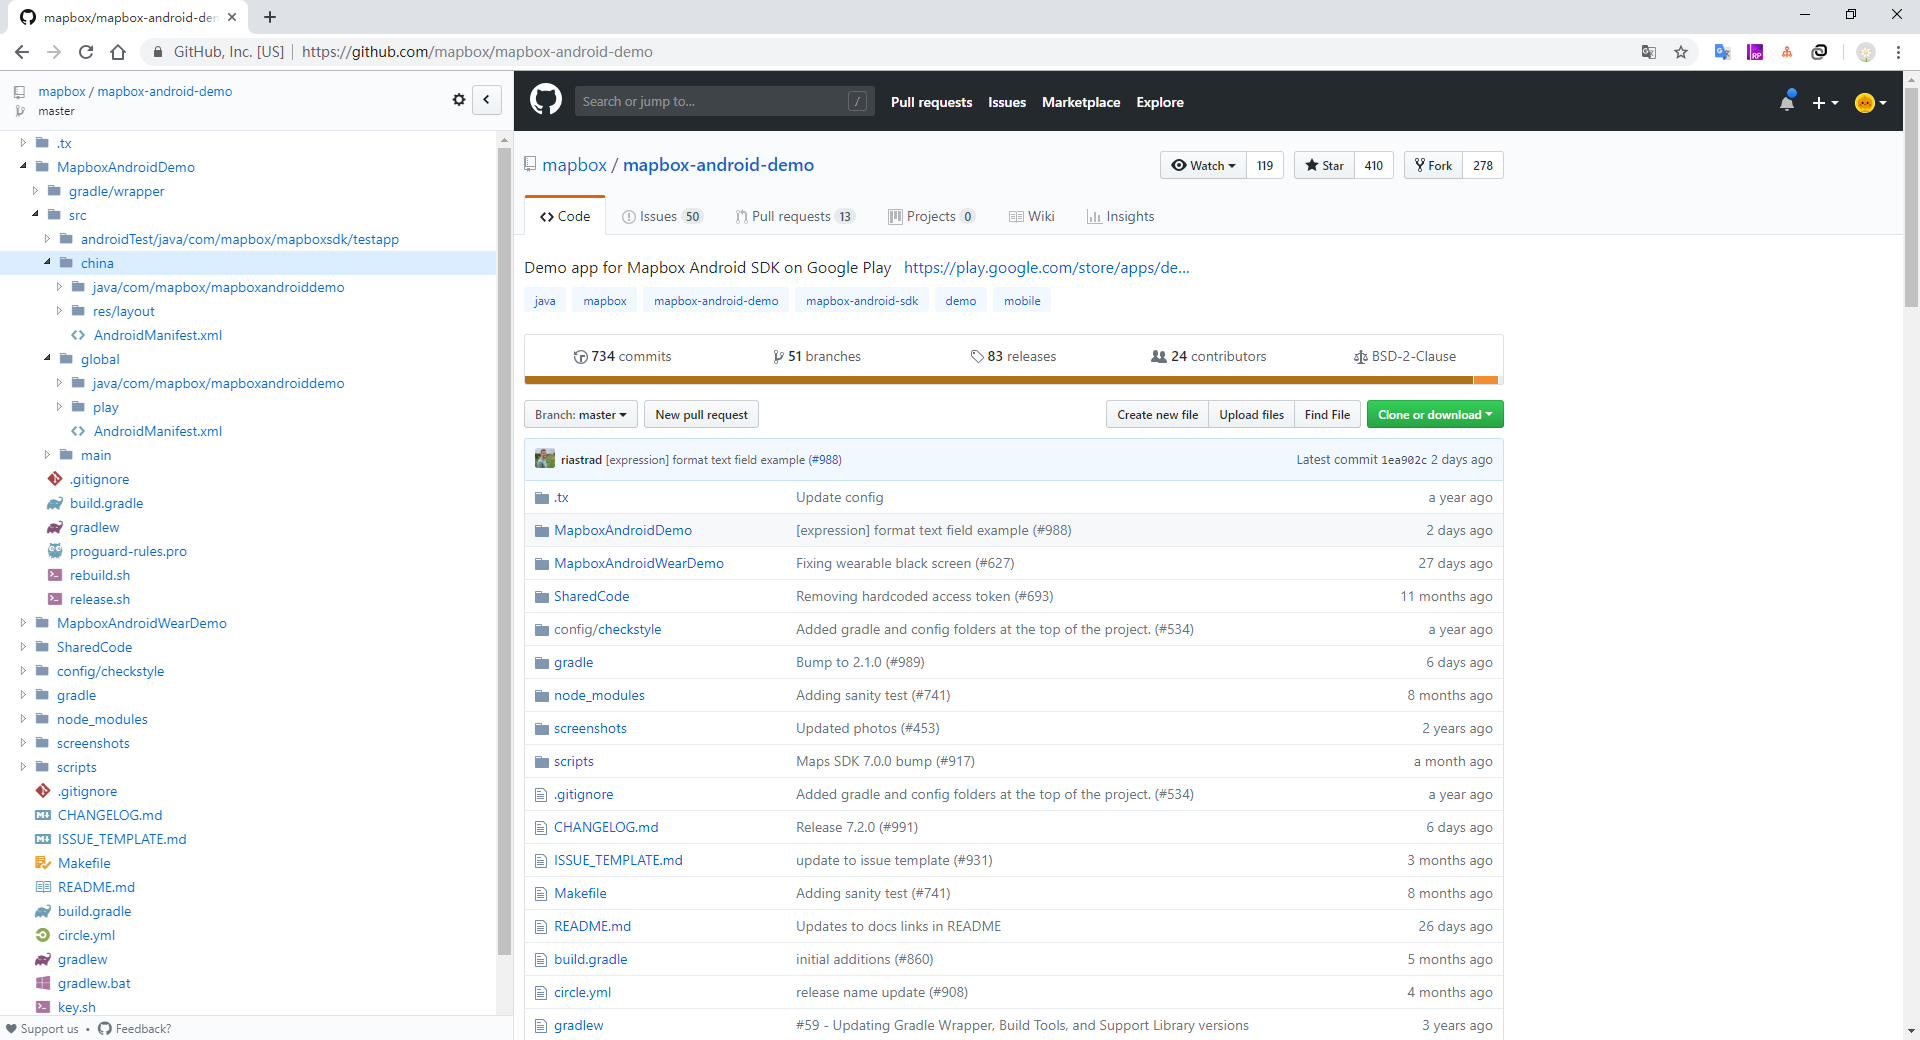 mapbox/mapbox-android-den
GitHub, Inc. [US] | https://github.com/mapbox/mapbox-android-demo
mapbox / mapbox-android-demo
master
.tx
MapboxAndroidDemo
gradle/wrapper
src
androidTest/java/com/mapbox/mapboxsdk/testapp
china
java/com/mapbox/mapboxandroiddemo
res/layout
AndroidManifest.xml
global
java/com/mapbox/mapboxandroiddemo
play
AndroidManifest.xml
main
.gitignore
build.gradle
gradlew
proguard-rules.pro
rebuild.sh
release.sh
MapboxAndroidWearDemo
SharedCode
config/checkstyle
gradle
node_modules
screenshots
scripts
.gitignore
CHANGELOG.md
ISSUE_TEMPLATE.md
Makefile
README.md
build.gradle
circle.yml
gradlew
gradlew.bat
key.sh
Support us • Feedback?
Search or jump to... / Pull requests Issues Marketplace Explore
mapbox / mapbox-android-demo
Watch 119 Star 410 Fork 278
Code Issues 50 Pull requests 13 Projects 0 Wiki Insights
Demo app for Mapbox Android SDK on Google Play https://play.google.com/store/apps/de...
java mapbox mapbox-android-demo mapbox-android-sdk demo mobile
734 commits 51 branches 83 releases 24 contributors BSD-2-Clause
Branch: master New pull request Create new file Upload files Find File Clone or download
riastrad [expression] format text field example (#988) Latest commit 1ea902c 2 days ago
.tx Update config a year ago
MapboxAndroidDemo [expression] format text field example (#988) 2 days ago
MapboxAndroidWearDemo Fixing wearable black screen (#627) 27 days ago
SharedCode Removing hardcoded access token (#693) 11 months ago
config/checkstyle Added gradle and config folders at the top of the project. (#534) a year ago
gradle Bump to 2.1.0 (#989) 6 days ago
node_modules Adding sanity test (#741) 8 months ago
screenshots Updated photos (#453) 2 years ago
scripts Maps SDK 7.0.0 bump (#917) a month ago
.gitignore Added gradle and config folders at the top of the project. (#534) a year ago
CHANGELOG.md Release 7.2.0 (#991) 6 days ago
ISSUE_TEMPLATE.md update to issue template (#931) 3 months ago
Makefile Adding sanity test (#741) 8 months ago
README.md Updates to docs links in README 26 days ago
build.gradle initial additions (#860) 5 months ago
circle.yml release name update (#908) 4 months ago
gradlew #59 - Updating Gradle Wrapper, Build Tools, and Support Library versions 3 years ago